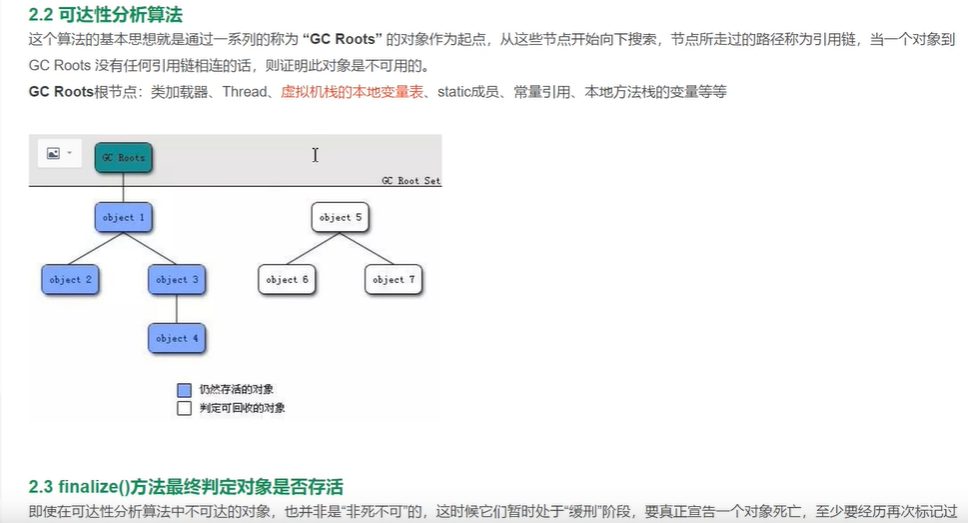 2.2 可达性分析算法
这个算法的基本思想就是通过一系列的称为 “GC Roots” 的对象作为起点，从这些节点开始向下搜索，节点所走过的路径称为引用链，当一个对象到
GC Roots 没有任何引用链相连的话，则证明此对象是不可用的。
GC Roots根节点：类加载器、Thread、虚拟机栈的本地变量表、static成员、常量引用、本地方法栈的变量等等
GC Roots
GC Root Set
object 1
object 5
object 2
object 3
object 6
object 7
object 4
仍然存活的对象
判定可回收的对象
2.3 finalize()方法最终判定对象是否存活
即使在可达性分析算法中不可达的对象，也并非是“非死不可”的，这时候它们暂时处于“缓刑”阶段，要真正宣告一个对象死亡，至少要经历再次标记过